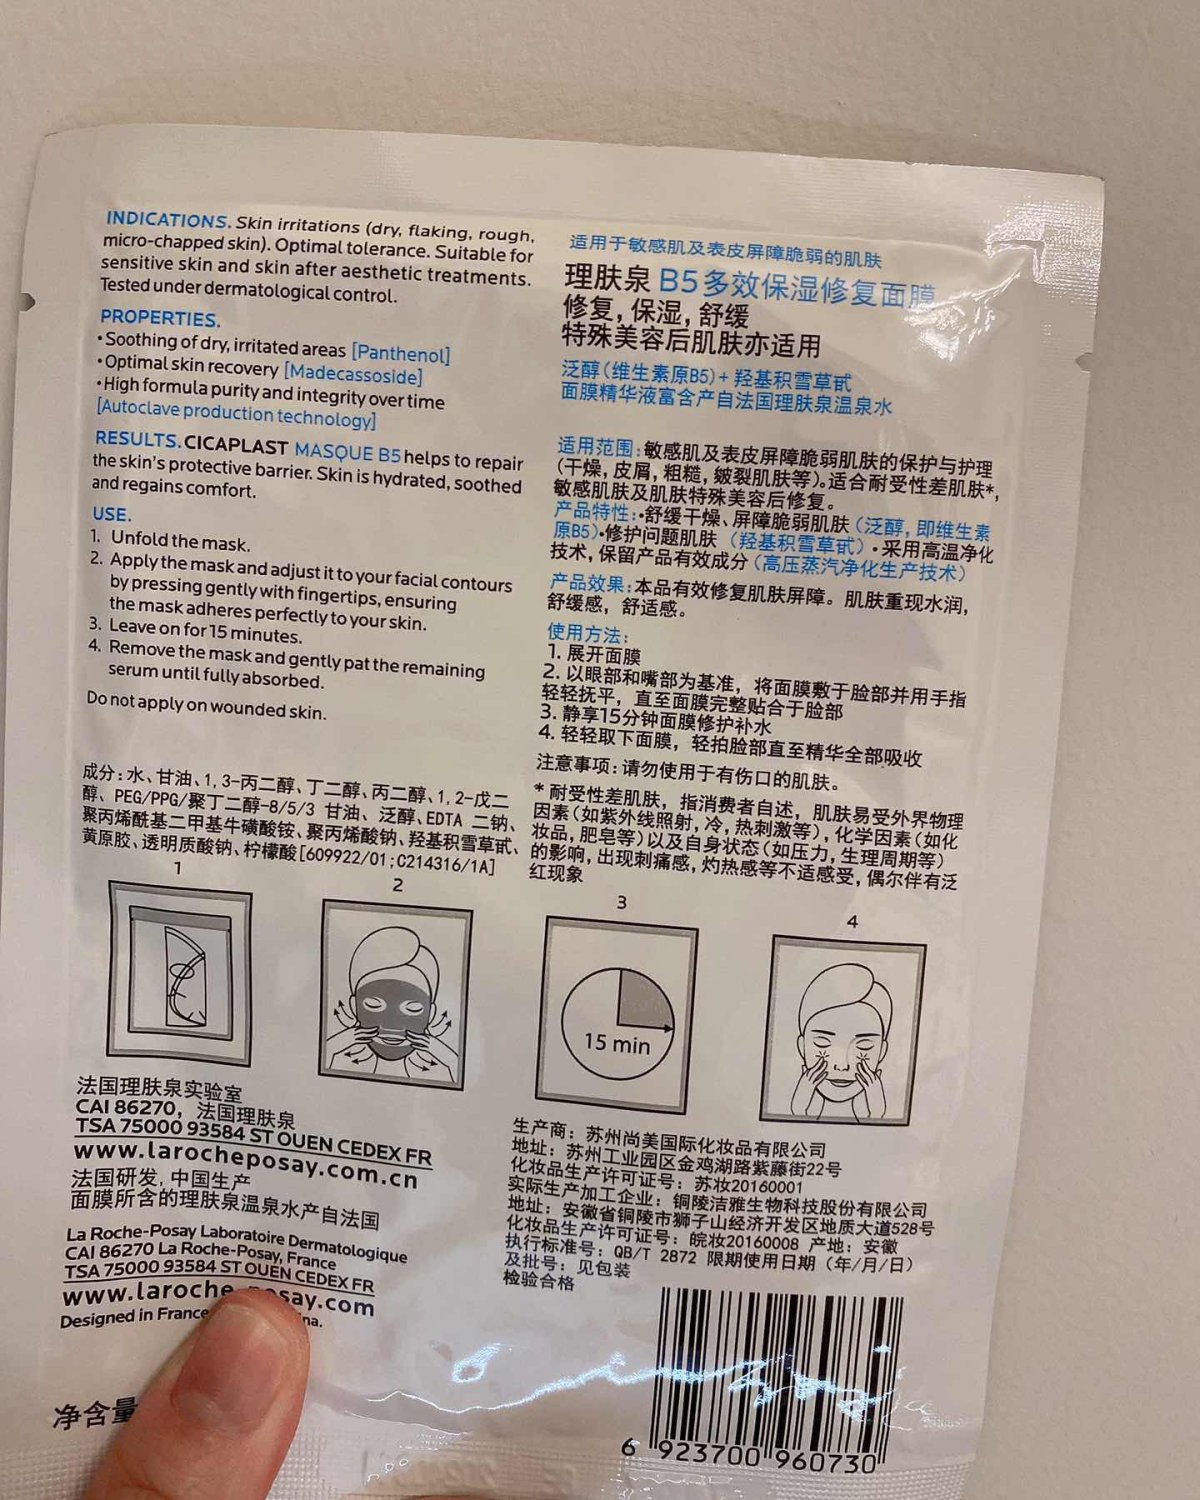 INDICATIONS. Skin irritations (dry, flaking, rough,
micro-chapped skin). Optimal tolerance. Suitable for
sensitive skin and skin after aesthetic treatments.
Tested under dermatological control.
PROPERTIES.
•Soothing of dry, irritated areas [Panthenol]
•Optimal skin recovery [Madecassoside]
•High formula purity and integrity over time
[Autoclave production technology]
RESULTS. CICAPLAST MASQUE B5 helps to repair
the skin's protective barrier. Skin is hydrated, soothed
and regains comfort.
USE.
1. Unfold the mask.
2. Apply the mask and adjust it to your facial contours
by pressing gently with fingertips, ensuring
the mask adheres perfectly to your skin.
3. Leave on for 15 minutes.
4. Remove the mask and gently pat the remaining
serum until fully absorbed.
Do not apply on wounded skin.
成分:水、甘油、1,3-丙二醇、丁二醇、丙二醇、1,2-戊二
醇、PEG/PPG/聚丁二醇-8/5/3 甘油、泛醇、EDTA 二钠、
聚丙烯酰基二甲基牛磺酸铵、聚丙烯酸钠、羟基积雪草甙、
黄原胶、透明质酸钠、柠檬酸[609922/01;C214316/1A]
适用于敏感肌及表皮屏障脆弱的肌肤
理肤泉 B5多效保湿修复面膜
修复,保湿,舒缓
特殊美容后肌肤亦适用
泛醇(维生素原B5)+ 羟基积雪草甙
面膜精华液富含产自法国理肤泉温泉水
适用范围:敏感肌及表皮屏障脆弱肌肤的保护与护理
(干燥,皮屑,粗糙,皴裂肌肤等)。适合耐受性差肌肤*,
敏感肌肤及肌肤特殊美容后修复。
产品特性:•舒缓干燥、屏障脆弱肌肤(泛醇,即维生素
原B5)•修护问题肌肤(羟基积雪草甙)•采用高温净化
技术,保留产品有效成分(高压蒸汽净化生产技术)
产品效果:本品有效修复肌肤屏障。肌肤重现水润,
舒缓感,舒适感。
使用方法:
1. 展开面膜
2. 以眼部和嘴部为基准，将面膜敷于脸部并用手指
轻轻抚平，直至面膜完整贴合于脸部
3. 静享15分钟面膜修护补水
4. 轻轻取下面膜，轻拍脸部直至精华全部吸收
注意事项:请勿使用于有伤口的肌肤。
* 耐受性差肌肤，指消费者自述，肌肤易受外界物理
因素(如紫外线照射,冷,热刺激等),化学因素(如化
妆品,肥皂等)以及自身状态(如压力,生理周期等)
的影响,出现刺痛感,灼热感等不适感受,偶尔伴有泛
红现象
1
2
3
4
15 min
法国理肤泉实验室
CAI 86270，法国理肤泉
TSA 75000 93584 ST OUEN CEDEX FR
www.larocheposay.com.cn
法国研发,中国生产
面膜所含的理肤泉温泉水产自法国
La Roche-Posay Laboratoire Dermatologique
CAI 86270 La Roche-Posay, France
TSA 75000 93584 ST OUEN CEDEX FR
www.laroche posay.com
Designed in France na.
净含量
生产商：苏州尚美国际化妆品有限公司
地址：苏州工业园区金鸡湖路紫藤街22号
化妆品生产许可证号：苏妆20160001
实际生产加工企业：铜陵洁雅生物科技股份有限公司
地址：安徽省铜陵市狮子山经济开发区地质大道528号
化妆品生产许可证号：皖妆20160008 产地：安徽
执行标准号：QB/T 2872 限期使用日期（年/月/日）
及批号：见包装
检验合格
6 923700 960730